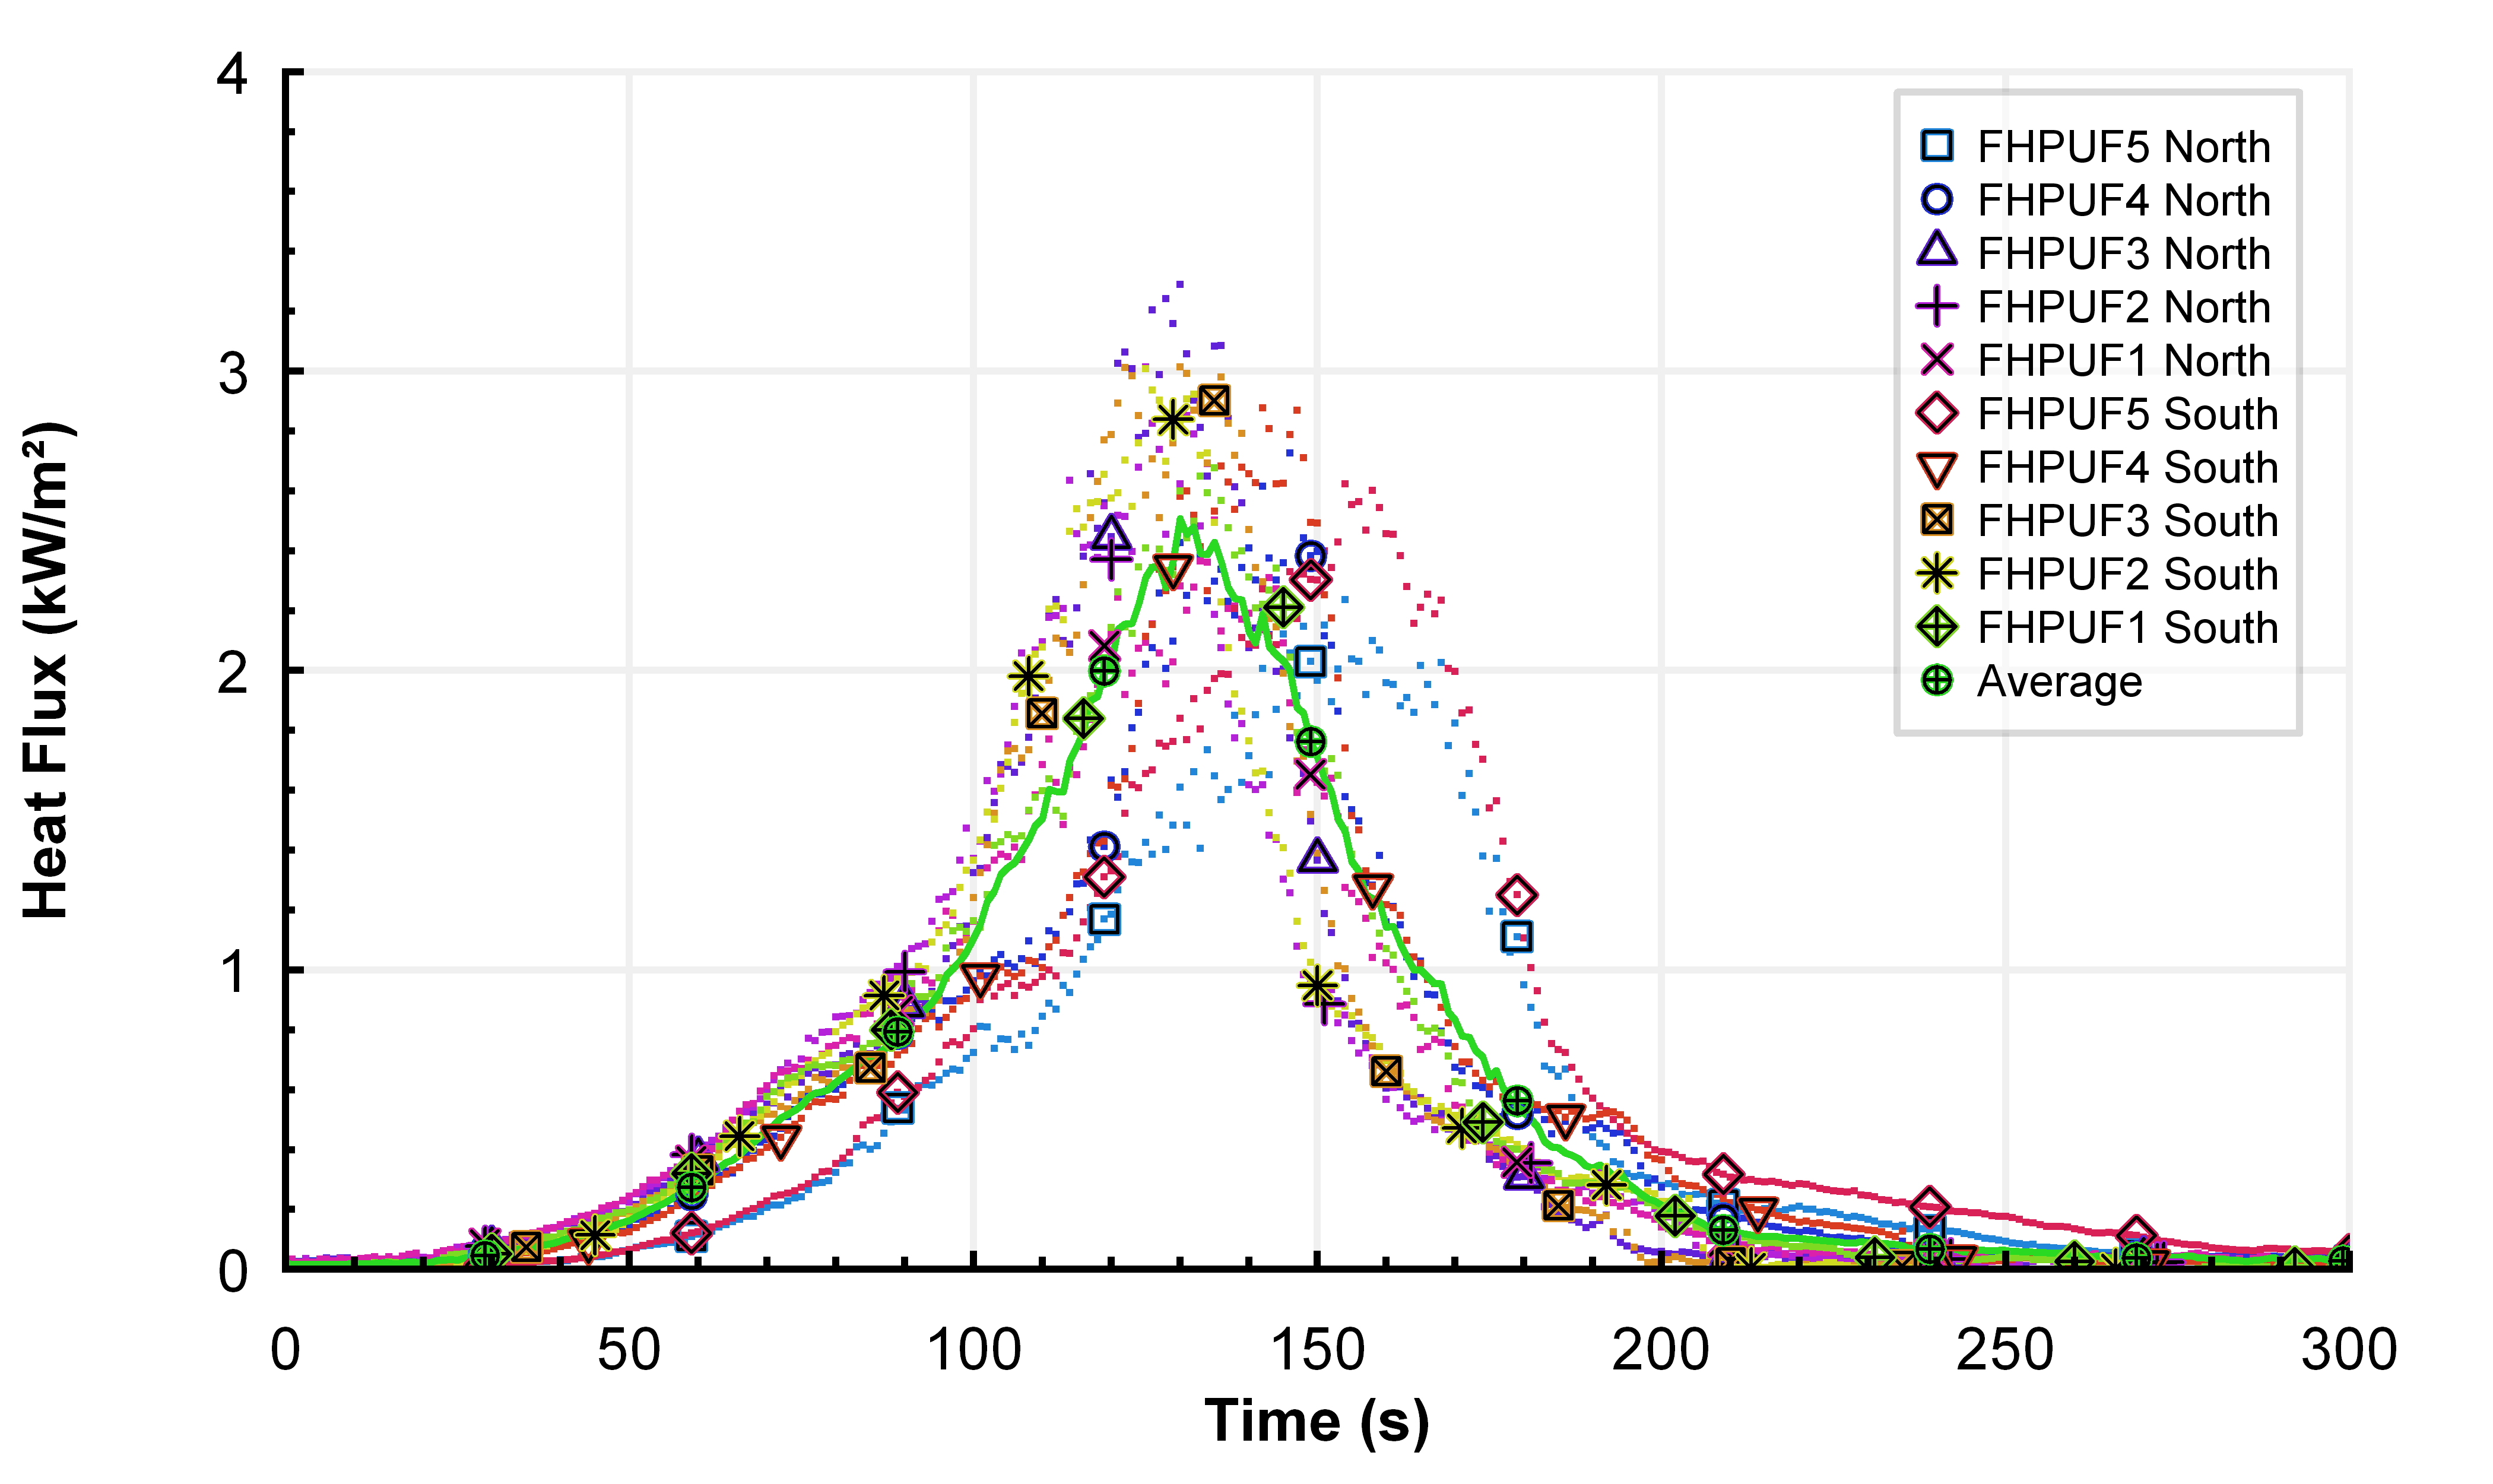 4
3
2
1
0
Heat Flux (kW/m²)
0 50 100 150 200 250 300
Time (s)
FHPUF5 North
FHPUF4 North
FHPUF3 North
FHPUF2 North
FHPUF1 North
FHPUF5 South
FHPUF4 South
FHPUF3 South
FHPUF2 South
FHPUF1 South
Average